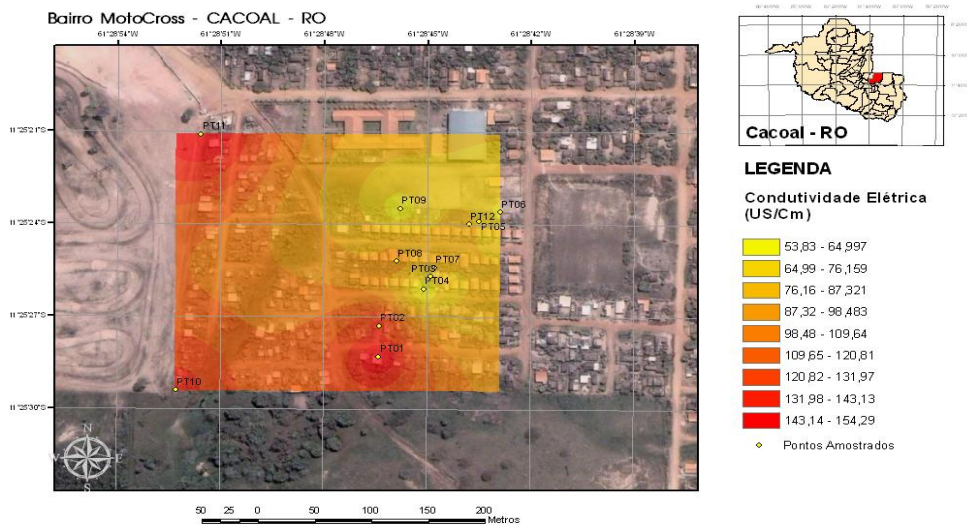 Bairro MotoCross - CACOAL - RO
61°28'54"W 61°28'51"W 61°28'48"W 61°28'45"W 61°28'42"W 61°28'39"W
11°25'21"S
11°25'24"S
11°25'27"S
11°25'30"S
PT11
PT09
PT06
PT12
PT05
PT08
PT07
PT03
PT04
PT02
PT01
PT10
N
W E
S
50 25 0 50 100 150 200
Metros
Cacoal - RO
LEGENDA
Condutividade Elétrica
(US/Cm)
53,83 - 64,997
64,99 - 76,159
76,16 - 87,321
87,32 - 98,483
98,48 - 109,64
109,65 - 120,81
120,82 - 131,97
131,98 - 143,13
143,14 - 154,29
Pontos Amostrados